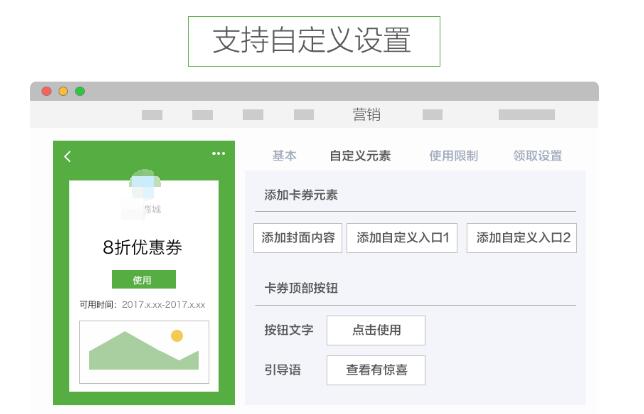 支持自定义设置
营销
基本 自定义元素 使用限制 领取设置
添加卡券元素
商城
8折优惠券
添加封面内容 添加自定义入口1 添加自定义入口2
使用
卡券顶部按钮
可用时间：2017.x.xx-2017.x.xx
按钮文字 点击使用
引导语 查看有惊喜